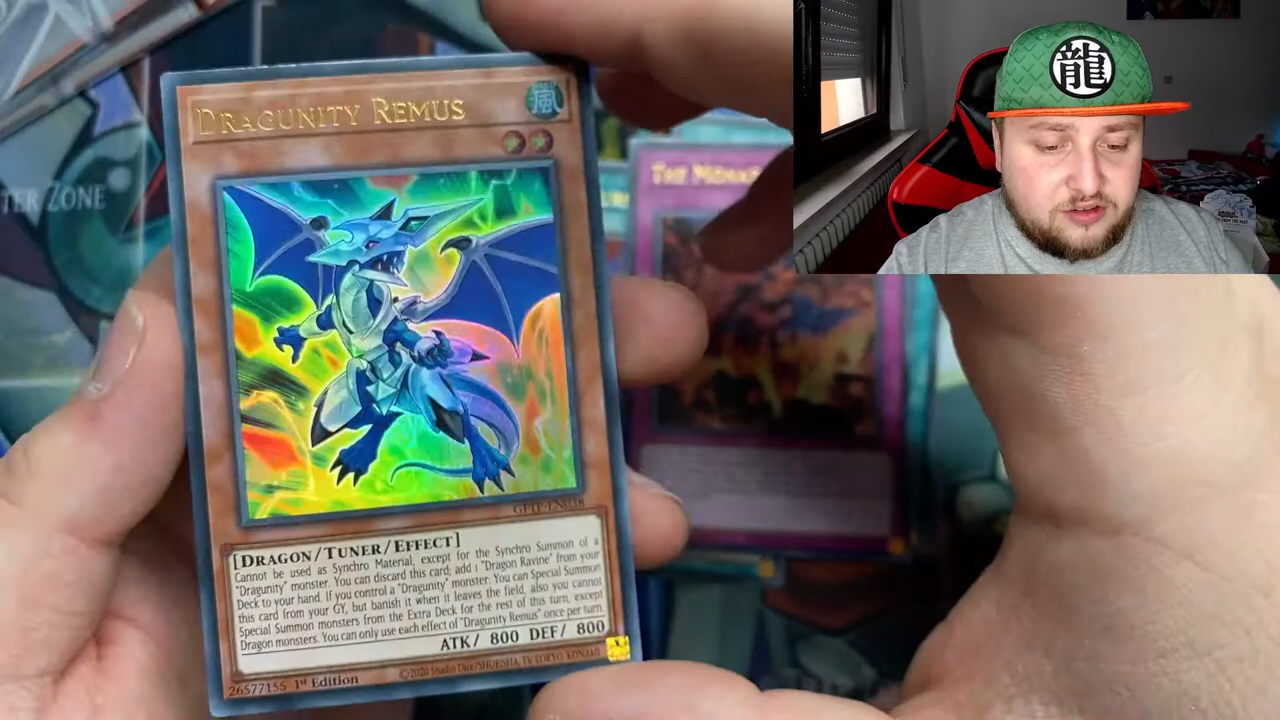 DRAGUNITY REMUS
風
TER ZONE
THE
龍
[DRAGON/TUNER/EFFECT]
Cannot be used as Synchro Material, except for the Synchro Summon of a
"Dragunity" monster. You can discard this card; add 1 "Dragon Ravine" from your
Deck to your hand. If you control a "Dragunity" monster: You can Special Summon
this card from your GY, but banish it when it leaves the field, also you cannot
Special Summon monsters from the Extra Deck for the rest of this turn, except
Dragon monsters. You can only use each effect of "Dragunity Remus" once per turn.
ATK/ 800 DEF/ 800
26577155 1st Edition
©2020 Studio Dice/SHUEISHA, TV TOKYO, KONAMI